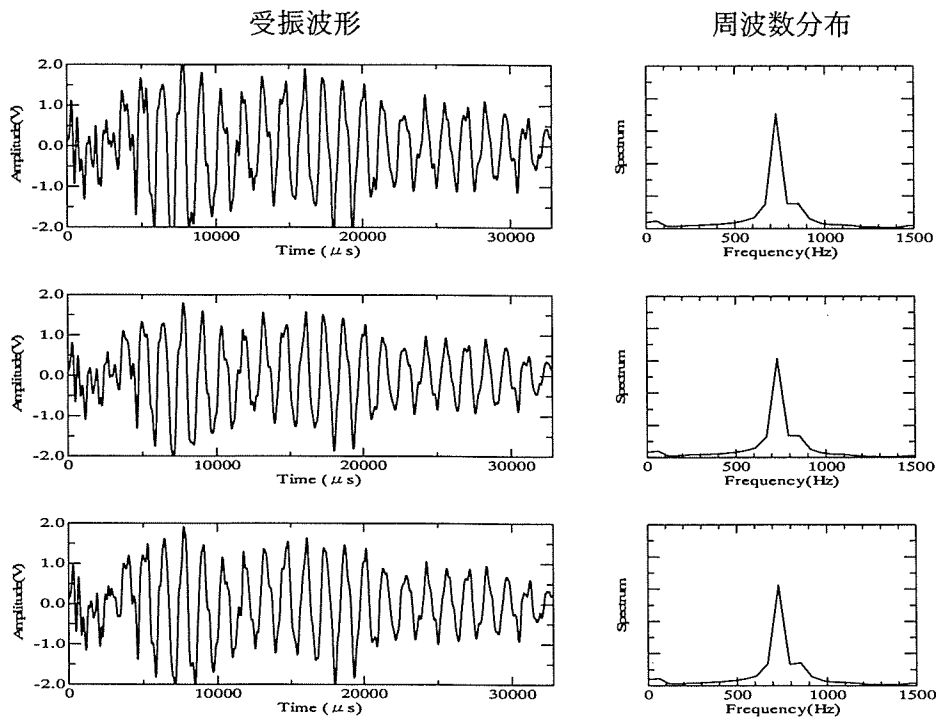 受振波形
周波数分布
2.0
1.0
0.0
-1.0
-2.0
Amplitude(V)
0 10000 20000 30000
Time (μs)
Spectrum
0 500 1000 1500
Frequency(Hz)
2.0
1.0
0.0
-1.0
-2.0
Amplitude(V)
0 10000 20000 30000
Time (μs)
Spectrum
0 500 1000 1500
Frequency(Hz)
2.0
1.0
0.0
-1.0
-2.0
Amplitude(V)
0 10000 20000 30000
Time (μs)
Spectrum
0 500 1000 1500
Frequency(Hz)